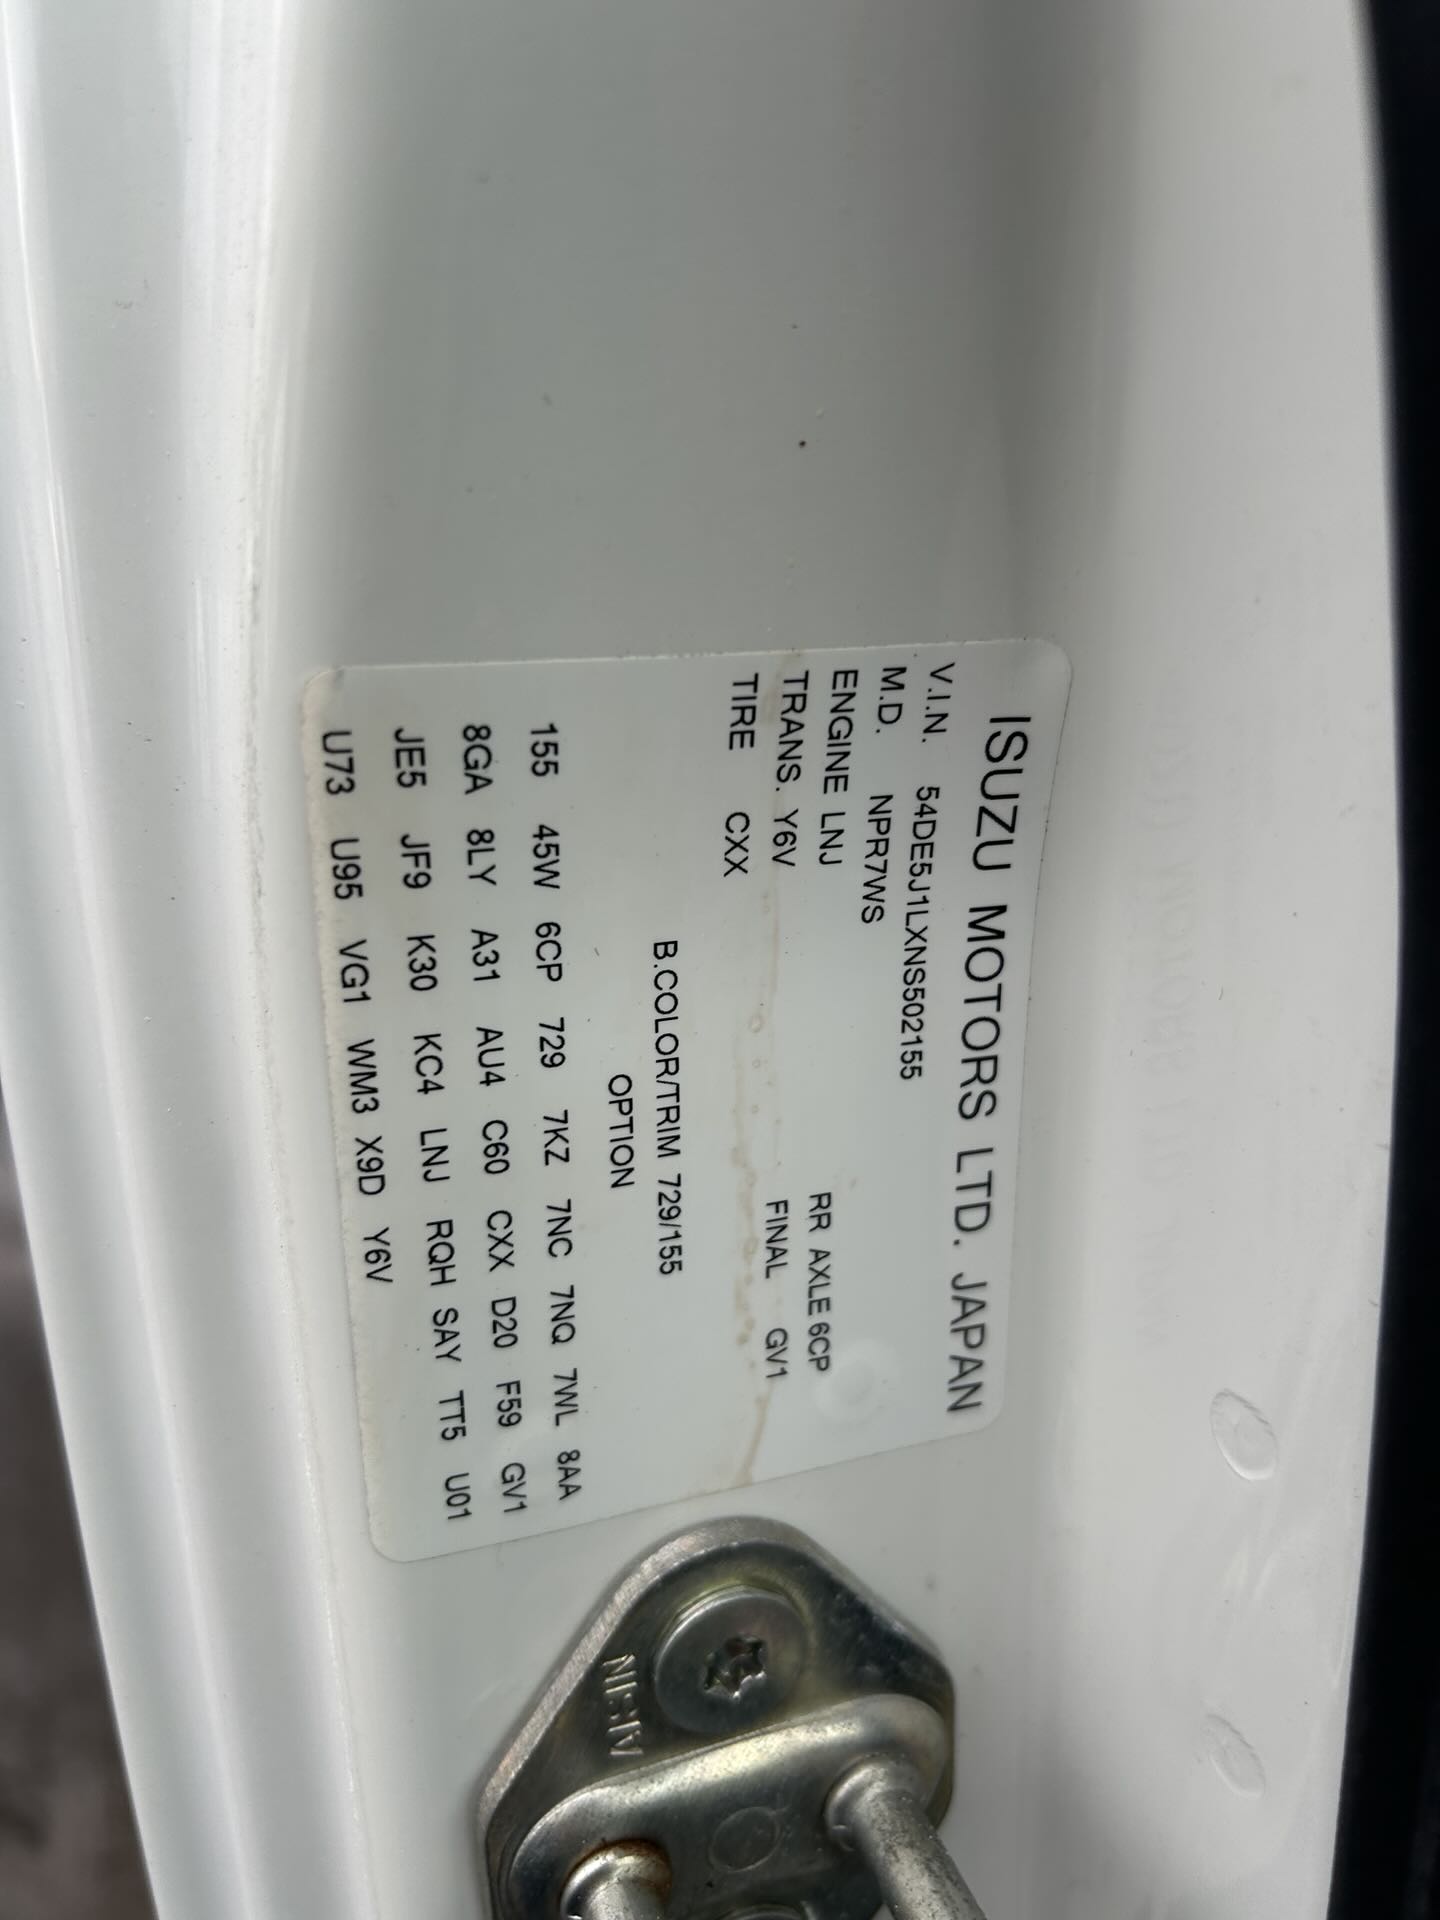 ISUZU MOTORS LTD. JAPAN
V.I.N. 54DE5J1LXNS502155
M.D. NPR7WS
ENGINE LNJ RR AXLE 6CP
TRANS. Y6V FINAL GV1
TIRE CXX
B.COLOR/TRIM 729/155
OPTION
155 45W 6CP 729 7KZ 7NC 7NQ 7WL 8AA
8GA 8LY A31 AU4 C60 CXX D20 F59 GV1
JE5 JF9 K30 KC4 LNJ RQH SAY TT5 U01
U73 U95 VG1 WM3 X9D Y6V